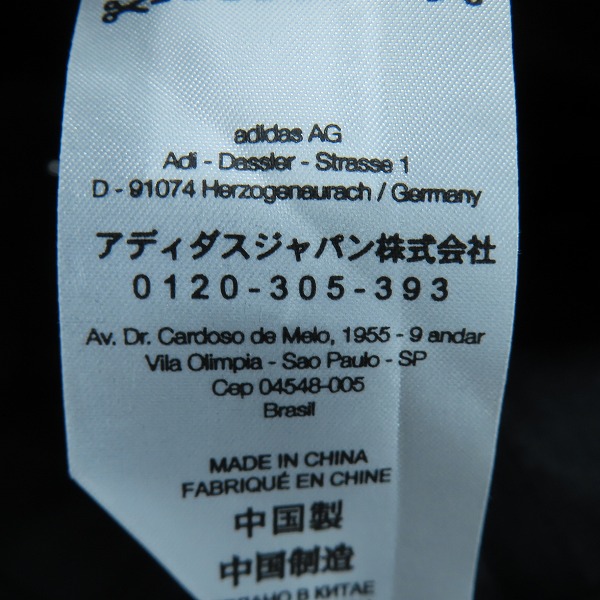 adidas AG
Adi - Dassler - Strasse 1
D - 91074 Herzogenaurach / Germany
アディダスジャパン株式会社
0120-305-393
Av. Dr. Cardoso de Melo, 1955 - 9 andar
Vila Olimpia - Sao Paulo - SP
Cep 04548-005
Brasil
MADE IN CHINA
FABRIQUÉ EN CHINE
中国製
中国制造
В КИТАЕ